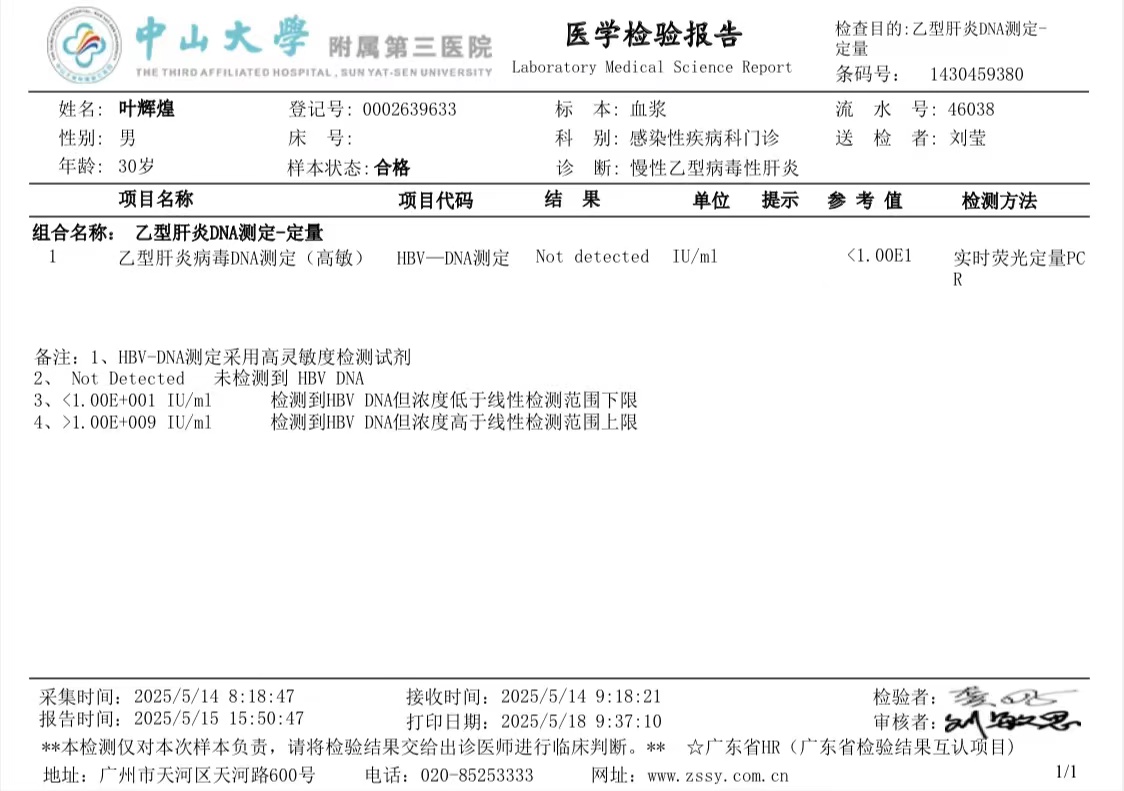 中山大学 附属第三医院
THE THIRD AFFILIATED HOSPITAL, SUN YAT-SEN UNIVERSITY
医学检验报告
Laboratory Medical Science Report
检查目的:乙型肝炎DNA测定-
定量
条码号: 1430459380
姓名: 叶辉煌 登记号: 0002639633 标 本: 血浆 流 水 号: 46038
性别: 男 床 号: 科 别: 感染性疾病科门诊 送 检 者: 刘莹
年龄: 30岁 样本状态: 合格 诊 断: 慢性乙型病毒性肝炎
项目名称 项目代码 结 果 单位 提示 参 考 值 检测方法
组合名称: 乙型肝炎DNA测定-定量
1 乙型肝炎病毒DNA测定(高敏) HBV—DNA测定 Not detected IU/ml <1.00E1 实时荧光定量PC
R
备注: 1、HBV-DNA测定采用高灵敏度检测试剂
2、 Not Detected 未检测到 HBV DNA
3、<1.00E+001 IU/ml 检测到HBV DNA但浓度低于线性检测范围下限
4、>1.00E+009 IU/ml 检测到HBV DNA但浓度高于线性检测范围上限
采集时间: 2025/5/14 8:18:47 接收时间: 2025/5/14 9:18:21 检验者:
报告时间: 2025/5/15 15:50:47 打印日期: 2025/5/18 9:37:10 审核者:
**本检测仅对本次样本负责，请将检验结果交给出诊医师进行临床判断。** ☆广东省HR（广东省检验结果互认项目）
地址: 广州市天河区天河路600号 电话: 020-85253333 网址: www.zssy.com.cn 1/1